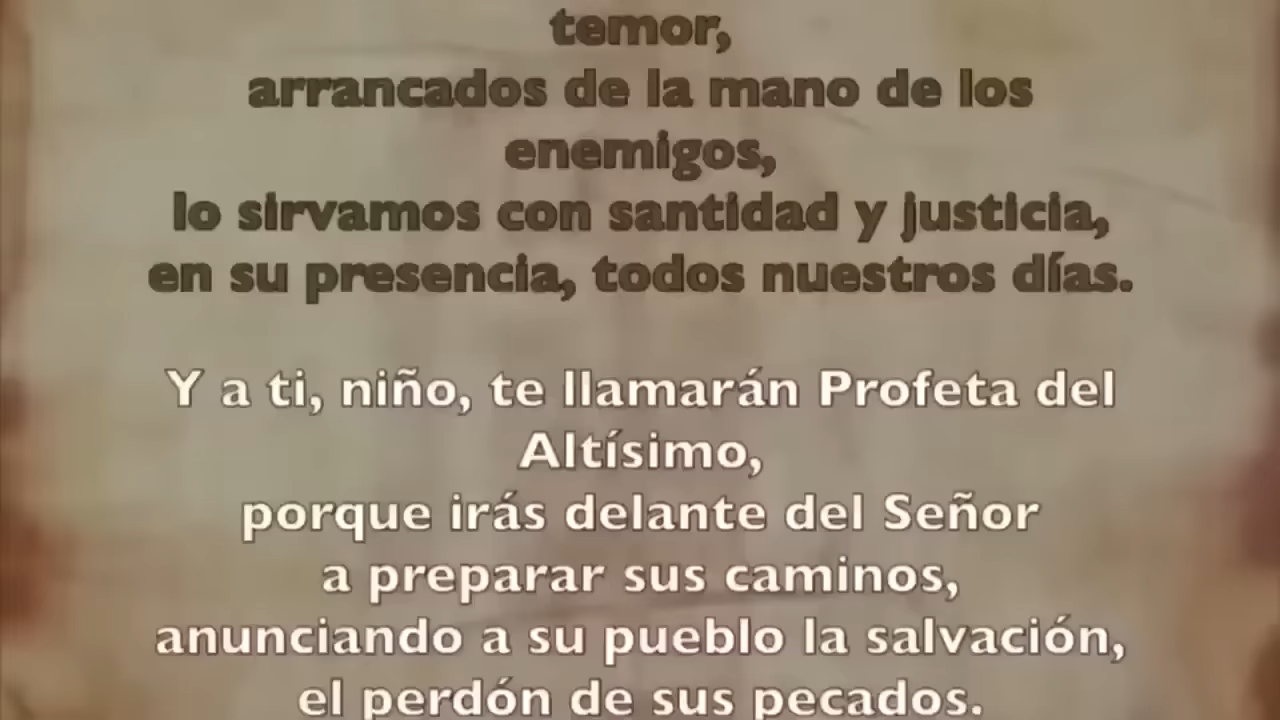 temor,
arrancados de la mano de los
enemigos,
lo sirvamos con santidad y justicia,
en su presencia, todos nuestros días.
Y a ti, niño, te llamarán Profeta del
Altísimo,
porque irás delante del Señor
a preparar sus caminos,
anunciando a su pueblo la salvación,
el perdón de sus pecados.